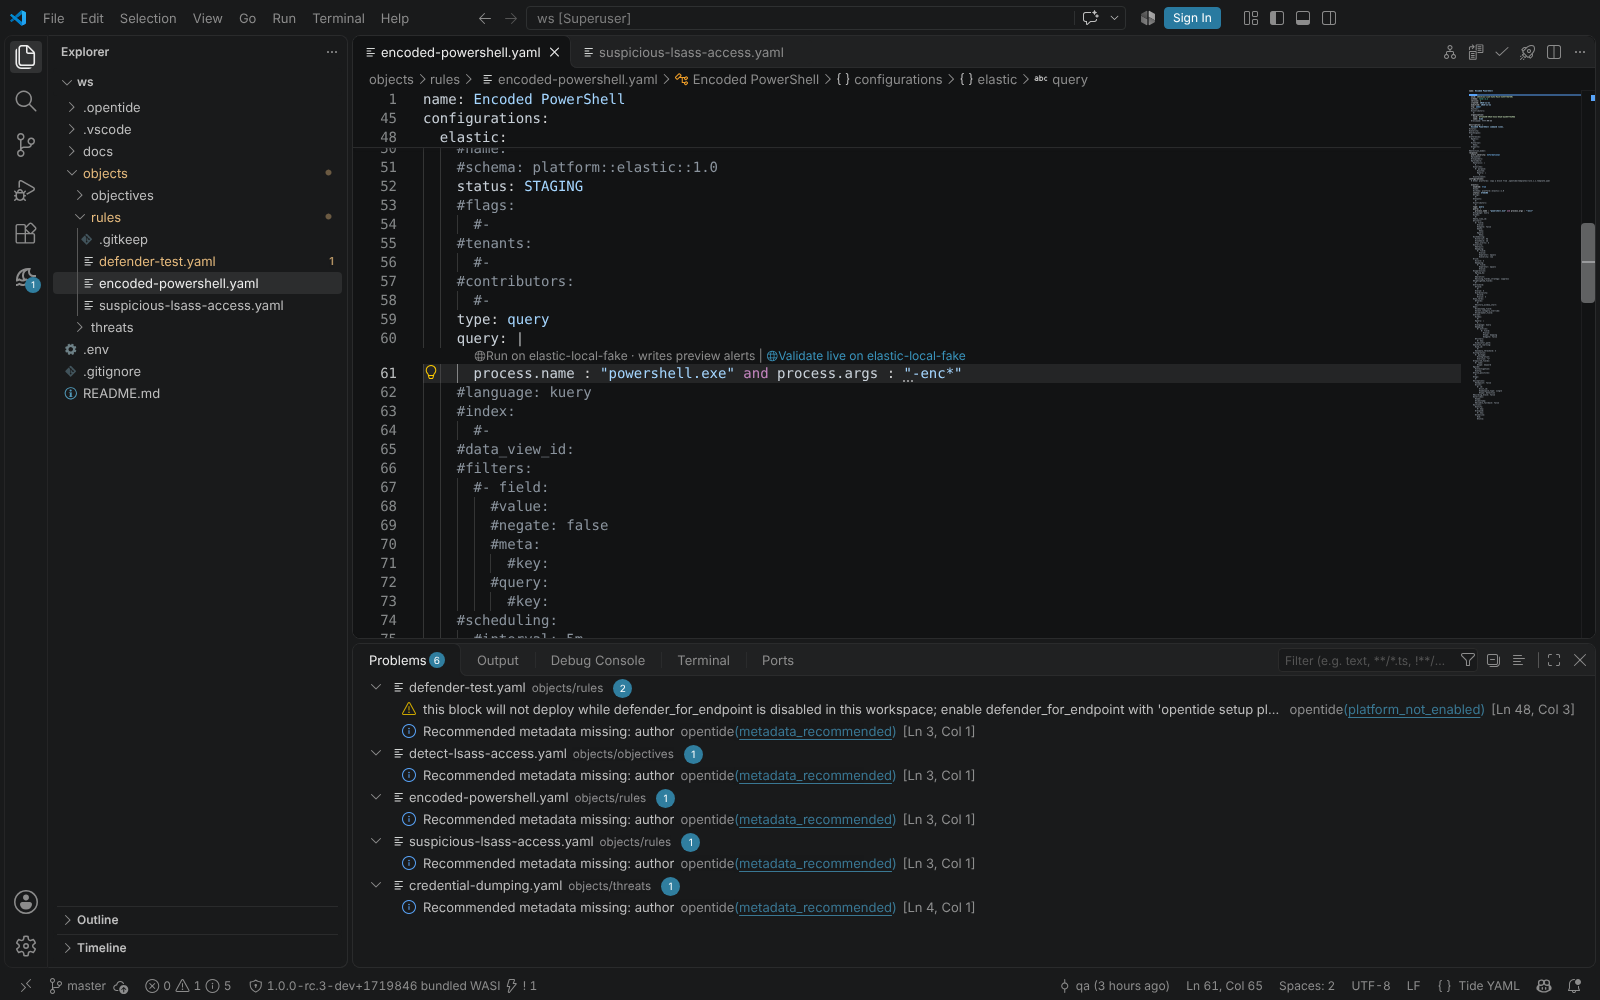 File Edit Selection View Go Run Terminal Help
ws [Superuser]
Sign In
Explorer
ws
.opentide
.vscode
docs
objects
objectives
rules
.gitkeep
defender-test.yaml 1
encoded-powershell.yaml
suspicious-lsass-access.yaml
threats
.env
.gitignore
README.md
1
Outline
Timeline
encoded-powershell.yaml
suspicious-lsass-access.yaml
objects > rules > encoded-powershell.yaml > Encoded PowerShell > { } configurations > { } elastic > abc query
1 name: Encoded PowerShell
45 configurations:
48 elastic:
50 #name:
51 #schema: platform::elastic::1.0
52 status: STAGING
53 #flags:
54 #-
55 #tenants:
56 #-
57 #contributors:
58 #-
59 type: query
60 query: |
Run on elastic-local-fake · writes preview alerts | Validate live on elastic-local-fake
61 process.name : "powershell.exe" and process.args : "-enc*"
62 #language: kuery
63 #index:
64 #-
65 #data_view_id:
66 #filters:
67 #- field:
68 #value:
69 #negate: false
70 #meta:
71 #key:
72 #query:
73 #key:
74 #scheduling:
75 #interval: 5m
Problems 6 Output Debug Console Terminal Ports
Filter (e.g. text, **/*.ts, !**/...
defender-test.yaml objects/rules 2
this block will not deploy while defender_for_endpoint is disabled in this workspace; enable defender_for_endpoint with 'opentide setup pl... opentide(platform_not_enabled) [Ln 48, Col 3]
Recommended metadata missing: author opentide(metadata_recommended) [Ln 3, Col 1]
detect-lsass-access.yaml objects/objectives 1
Recommended metadata missing: author opentide(metadata_recommended) [Ln 3, Col 1]
encoded-powershell.yaml objects/rules 1
Recommended metadata missing: author opentide(metadata_recommended) [Ln 3, Col 1]
suspicious-lsass-access.yaml objects/rules 1
Recommended metadata missing: author opentide(metadata_recommended) [Ln 3, Col 1]
credential-dumping.yaml objects/threats 1
Recommended metadata missing: author opentide(metadata_recommended) [Ln 4, Col 1]
master 0 1 5 1.0.0-rc.3-dev+1719846 bundled WASI ! 1 qa (3 hours ago) Ln 61, Col 65 Spaces: 2 UTF-8 LF { } Tide YAML